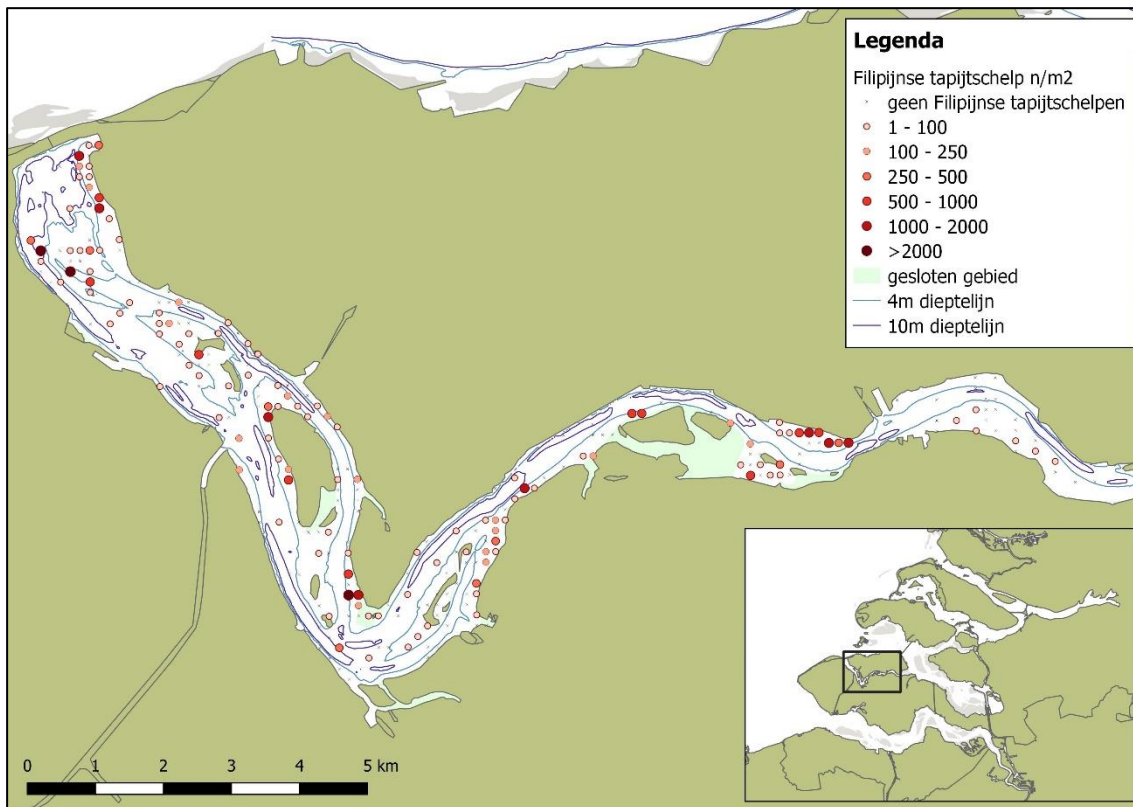 Legenda
Filipijnse tapijtschelp n/m2
geen Filipijnse tapijtschelpen
1 - 100
100 - 250
250 - 500
500 - 1000
1000 - 2000
>2000
gesloten gebied
4m dieptelijn
10m dieptelijn
0 1 2 3 4 5 km